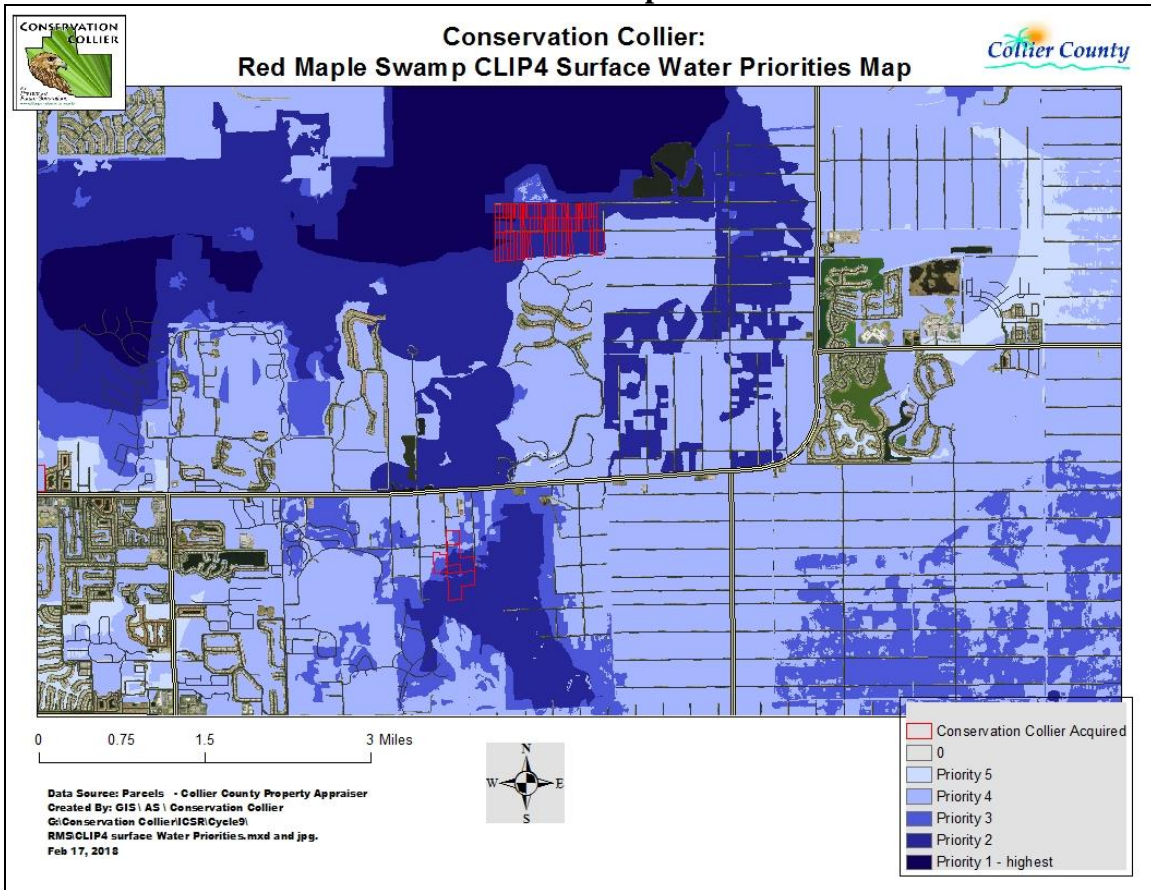 CONSERVATION
COLLIER
Conservation Collier:
Red Maple Swamp CLIP4 Surface Water Priorities Map
Collier County
0 0.75 1.5 3 Miles
N
W E
S
Data Source: Parcels - Collier County Property Appraiser
Created By: GIS \ AS \ Conservation Collier
G:\Conservation Collier\ICSR\Cycle9\
RMS\CLIP4 surface Water Priorities.mxd and jpg.
Feb 17, 2018
Conservation Collier Acquired
0
Priority 5
Priority 4
Priority 3
Priority 2
Priority 1 - highest